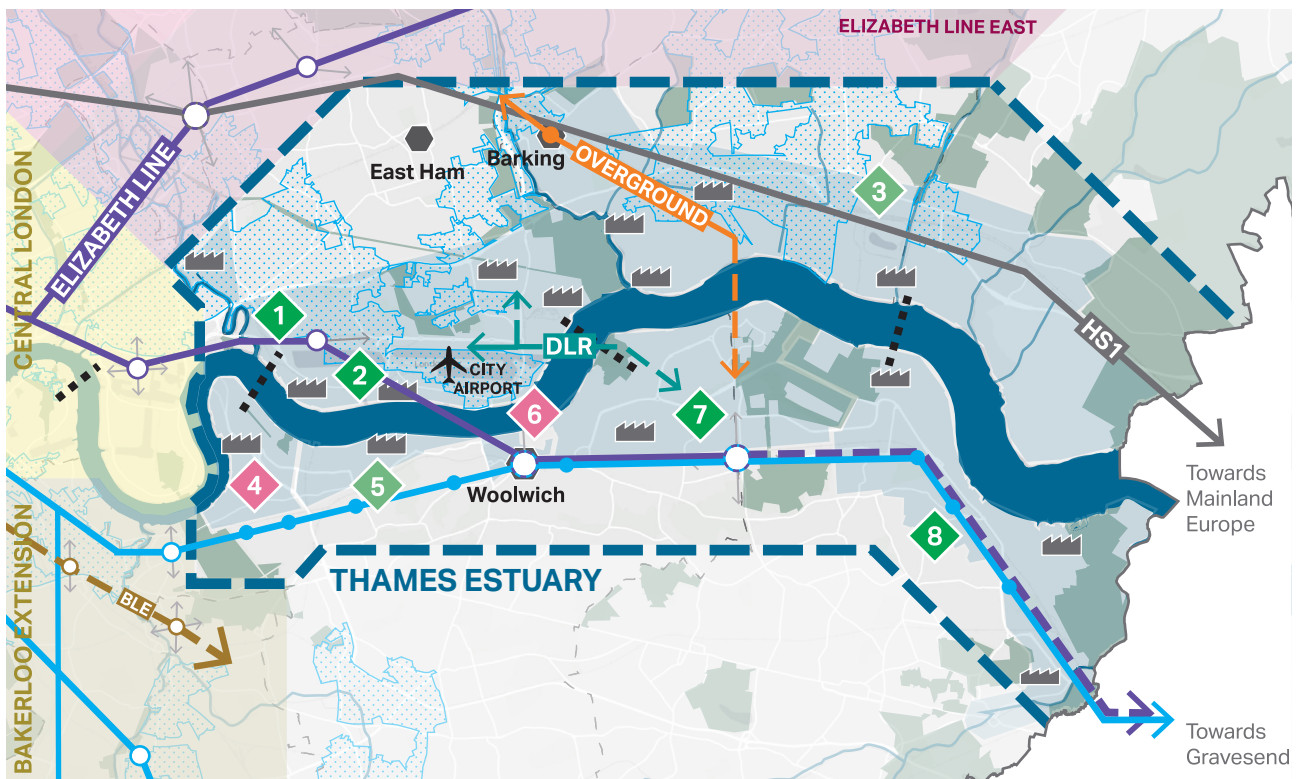 ELIZABETH LINE EAST
CENTRAL LONDON
ELIZABETH LINE
East Ham
Barking
OVERGROUND
3
1
2
DLR
CITY
AIRPORT
HS1
6
7
4
5
Woolwich
Towards
Mainland
Europe
8
BAKERLOO EXTENSION
BLE
THAMES ESTUARY
Towards
Gravesend